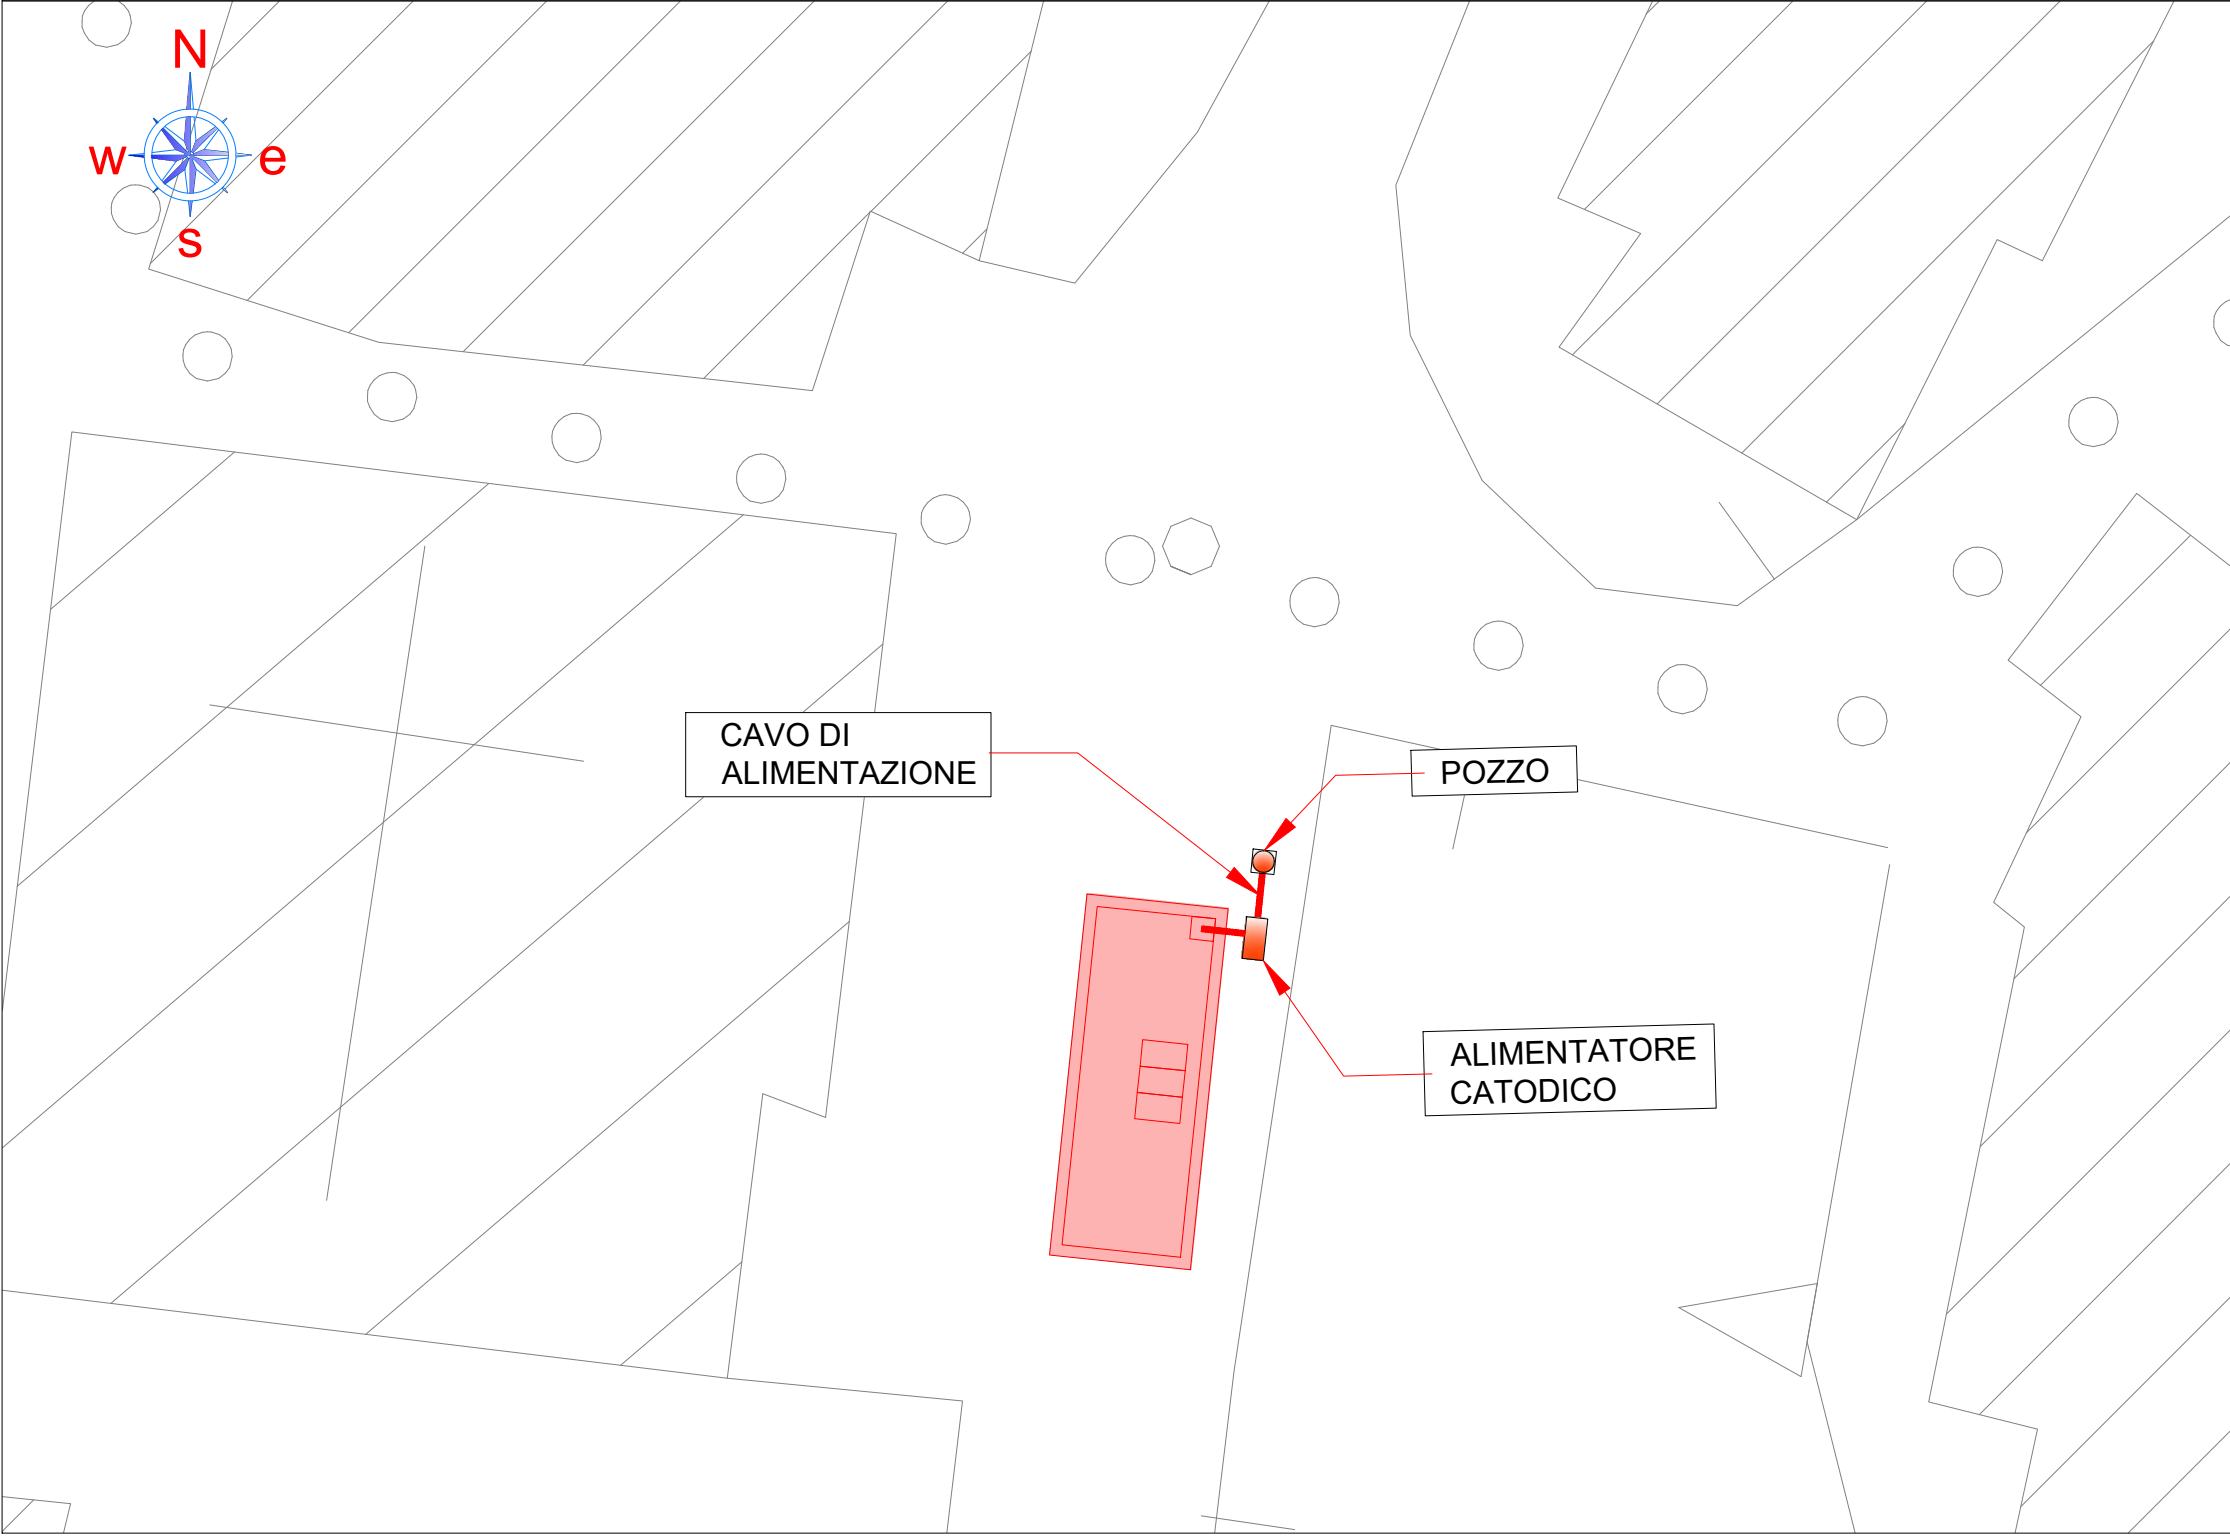 N
w e
s
CAVO DI
ALIMENTAZIONE
POZZO
ALIMENTATORE
CATODICO